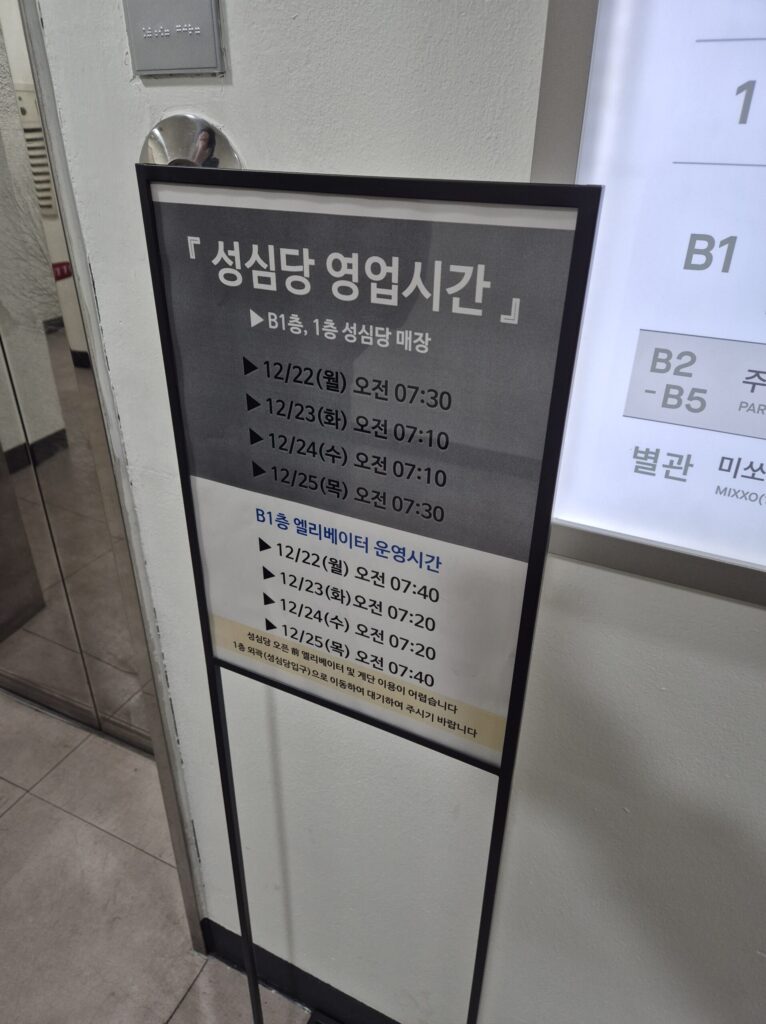 『 성심당 영업시간 』
▶B1층, 1층 성심당 매장
▶12/22(월) 오전 07:30
▶12/23(화) 오전 07:10
▶12/24(수) 오전 07:10
▶12/25(목) 오전 07:30
B1층 엘리베이터 운영시간
▶12/22(월) 오전 07:40
▶12/23(화)오전 07:20
▶12/24(수) 오전 07:20
▶12/25(목) 오전 07:40
성심당 오픈 前 엘리베이터 및 계단 이용이 어렵습니다
1층 외곽(성심당입구)으로 이동하여 대기하여 주시기 바랍니다
1
B1
B2
-B5
주
PAR
별관
미쏘
MIXXO(